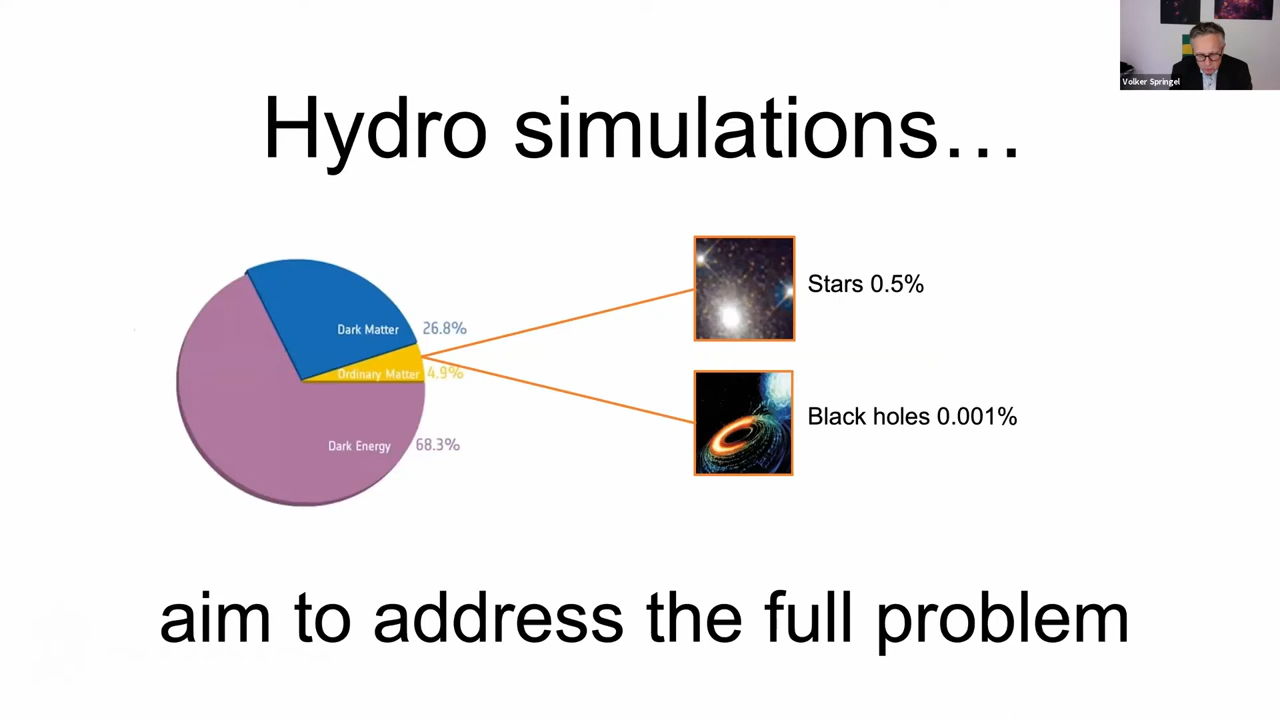 Volker Springel
Hydro simulations…
Stars 0.5%
Dark Matter 26.8%
Ordinary Matter 4.9%
Black holes 0.001%
Dark Energy 68.3%
aim to address the full problem